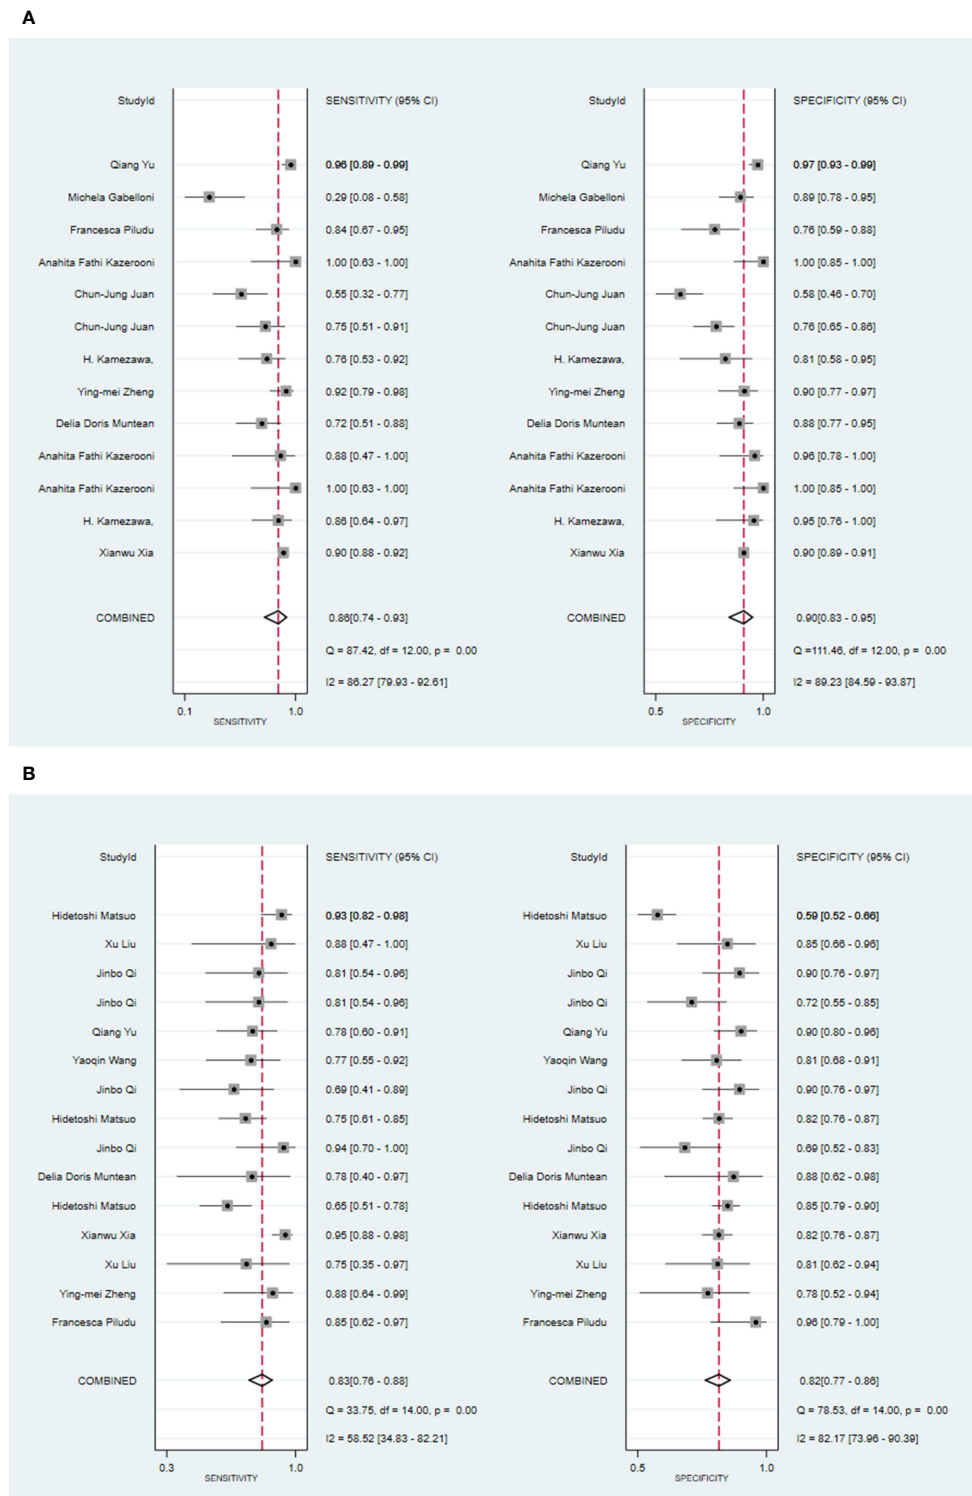 A
StudyId SENSITIVITY (95% CI) StudyId SPECIFICITY (95% CI)
Qiang Yu 0.96 [0.89 - 0.99] Qiang Yu 0.97 [0.93 - 0.99]
Michela Gabelloni 0.29 [0.08 - 0.58] Michela Gabelloni 0.89 [0.78 - 0.95]
Francesca Piludu 0.84 [0.67 - 0.95] Francesca Piludu 0.76 [0.59 - 0.88]
Anahita Fathi Kazerooni 1.00 [0.63 - 1.00] Anahita Fathi Kazerooni 1.00 [0.85 - 1.00]
Chun-Jung Juan 0.55 [0.32 - 0.77] Chun-Jung Juan 0.58 [0.46 - 0.70]
Chun-Jung Juan 0.75 [0.51 - 0.91] Chun-Jung Juan 0.76 [0.65 - 0.86]
H. Kamezawa, 0.76 [0.53 - 0.92] H. Kamezawa, 0.81 [0.58 - 0.95]
Ying-mei Zheng 0.92 [0.79 - 0.98] Ying-mei Zheng 0.90 [0.77 - 0.97]
Delia Doris Muntean 0.72 [0.51 - 0.88] Delia Doris Muntean 0.88 [0.77 - 0.95]
Anahita Fathi Kazerooni 0.88 [0.47 - 1.00] Anahita Fathi Kazerooni 0.96 [0.78 - 1.00]
Anahita Fathi Kazerooni 1.00 [0.63 - 1.00] Anahita Fathi Kazerooni 1.00 [0.85 - 1.00]
H. Kamezawa, 0.86 [0.64 - 0.97] H. Kamezawa, 0.95 [0.76 - 1.00]
Xianwu Xia 0.90 [0.88 - 0.92] Xianwu Xia 0.90 [0.89 - 0.91]
COMBINED 0.86[0.74 - 0.93] COMBINED 0.90[0.83 - 0.95]
Q = 87.42, df = 12.00, p = 0.00 Q =111.46, df = 12.00, p = 0.00
I2 = 86.27 [79.93 - 92.61] I2 = 89.23 [84.59 - 93.87]
0.1 1.0 0.5 1.0
SENSITIVITY SPECIFICITY
B
StudyId SENSITIVITY (95% CI) StudyId SPECIFICITY (95% CI)
Hidetoshi Matsuo 0.93 [0.82 - 0.98] Hidetoshi Matsuo 0.59 [0.52 - 0.66]
Xu Liu 0.88 [0.47 - 1.00] Xu Liu 0.85 [0.66 - 0.96]
Jinbo Qi 0.81 [0.54 - 0.96] Jinbo Qi 0.90 [0.76 - 0.97]
Jinbo Qi 0.81 [0.54 - 0.96] Jinbo Qi 0.72 [0.55 - 0.85]
Qiang Yu 0.78 [0.60 - 0.91] Qiang Yu 0.90 [0.80 - 0.96]
Yaoqin Wang 0.77 [0.55 - 0.92] Yaoqin Wang 0.81 [0.68 - 0.91]
Jinbo Qi 0.69 [0.41 - 0.89] Jinbo Qi 0.90 [0.76 - 0.97]
Hidetoshi Matsuo 0.75 [0.61 - 0.85] Hidetoshi Matsuo 0.82 [0.76 - 0.87]
Jinbo Qi 0.94 [0.70 - 1.00] Jinbo Qi 0.69 [0.52 - 0.83]
Delia Doris Muntean 0.78 [0.40 - 0.97] Delia Doris Muntean 0.88 [0.62 - 0.98]
Hidetoshi Matsuo 0.65 [0.51 - 0.78] Hidetoshi Matsuo 0.85 [0.79 - 0.90]
Xianwu Xia 0.95 [0.88 - 0.98] Xianwu Xia 0.82 [0.76 - 0.87]
Xu Liu 0.75 [0.35 - 0.97] Xu Liu 0.81 [0.62 - 0.94]
Ying-mei Zheng 0.88 [0.64 - 0.99] Ying-mei Zheng 0.78 [0.52 - 0.94]
Francesca Piludu 0.85 [0.62 - 0.97] Francesca Piludu 0.96 [0.79 - 1.00]
COMBINED 0.83[0.76 - 0.88] COMBINED 0.82[0.77 - 0.86]
Q = 33.75, df = 14.00, p = 0.00 Q = 78.53, df = 14.00, p = 0.00
I2 = 58.52 [34.83 - 82.21] I2 = 82.17 [73.96 - 90.39]
0.3 1.0 0.5 1.0
SENSITIVITY SPECIFICITY